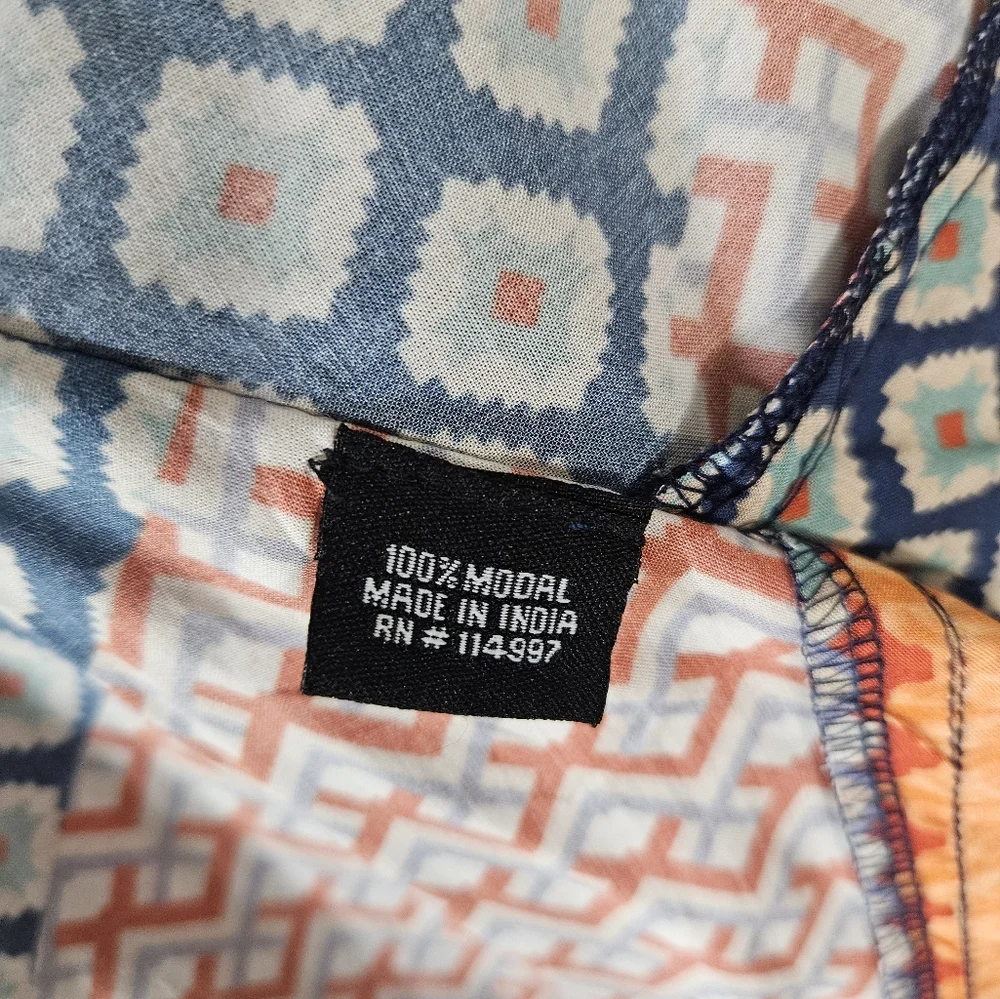 100% MODAL
MADE IN INDIA
RN # 114997